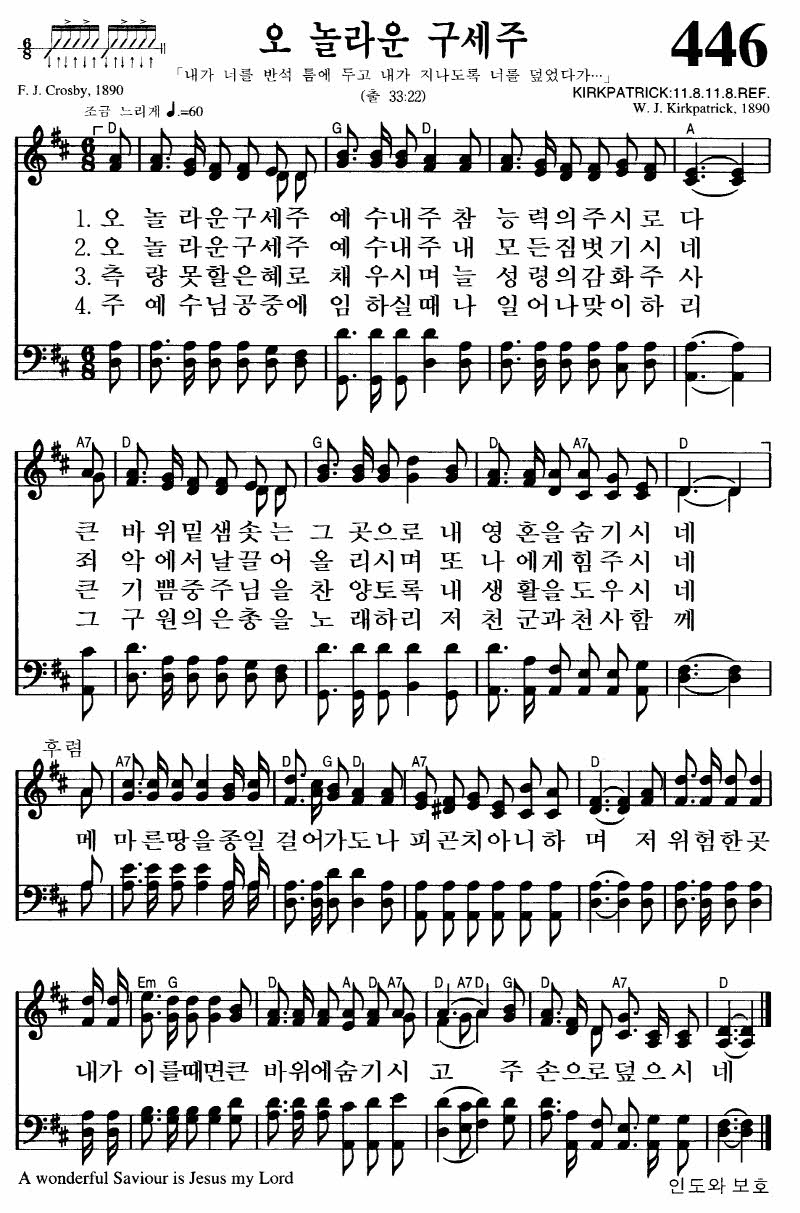 오 놀라운 구세주
446
「내가 너를 반석 틈에 두고 내가 지나도록 너를 덮었다가…」
(출 33:22)
F. J. Crosby, 1890
KIRKPATRICK:11.8.11.8.REF.
W. J. Kirkpatrick, 1890
조금 느리게 ♩.=60
D G D A
1. 오 놀 라운구세주 예 수내주 참 능 력의주시로 다
2. 오 놀 라운구세주 예 수내주 내 모든짐벗기시 네
3. 측 량 못할은혜로 채 우시며 늘 성 령의감화주 사
4. 주 예 수님공중에 임 하실때 나 일 어나맞이하 리
A7 D G D A7 D
큰 바 위밑샘솟는 그 곳으로 내 영 혼을숨기시 네
죄 악 에서날끌어 올 리시며 또 나 에게힘주시 네
큰 기 쁨중주님을 찬 양토록 내 생 활을도우시 네
그 구 원의은총을 노 래하리 저 천 군과천사함 께
후렴
A7 D G D A7 D
메 마 른땅을종일 걸 어가도나 피 곤치아니하 며 저 위험한곳
Em G D A D A7 D A7 D G D A7 D
내가 이를때면큰 바 위에숨기시 고 주 손으로덮으시 네
A wonderful Saviour is Jesus my Lord
인도와 보호